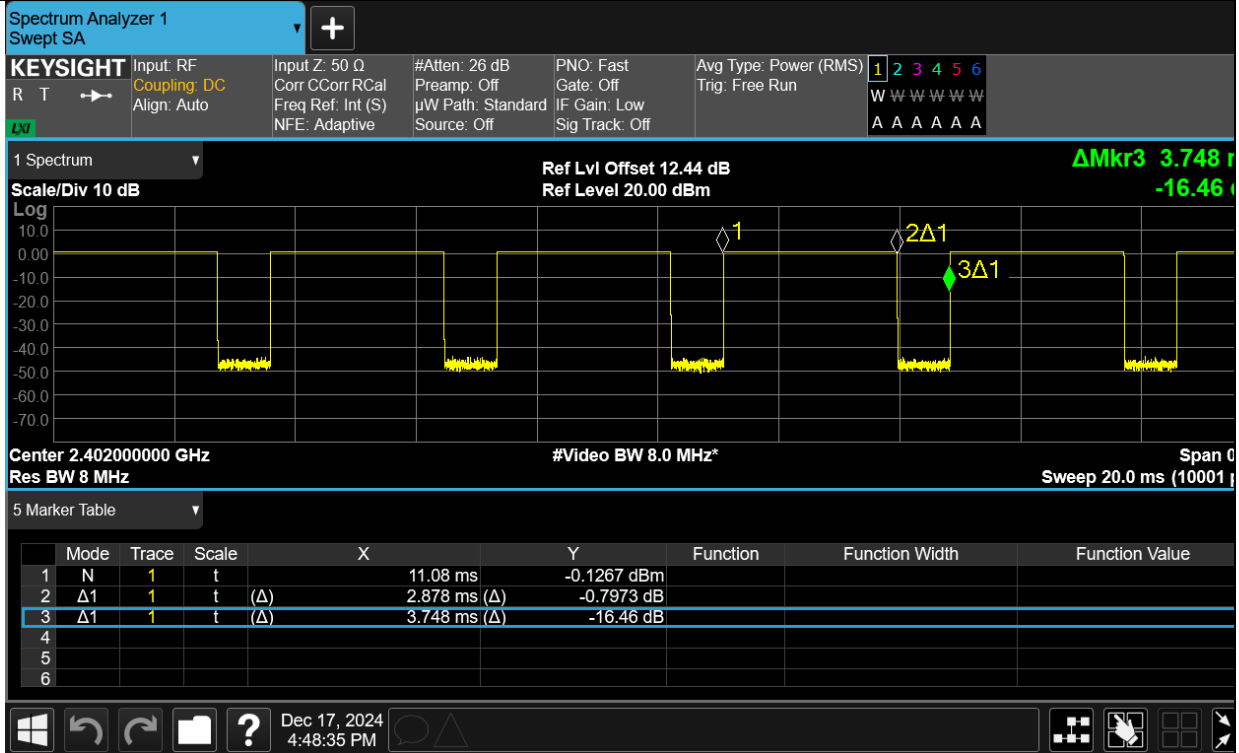 Spectrum Analyzer 1
Swept SA
KEYSIGHT
R T
LXI
Input: RF
Coupling: DC
Align: Auto
Input Z: 50 Ω
Corr CCorr RCal
Freq Ref: Int (S)
NFE: Adaptive
#Atten: 26 dB
Preamp: Off
µW Path: Standard
Source: Off
PNO: Fast
Gate: Off
IF Gain: Low
Sig Track: Off
Avg Type: Power (RMS)
Trig: Free Run
1 2 3 4 5 6
W W W W W W
A A A A A A
1 Spectrum
Scale/Div 10 dB
Log
Ref Lvl Offset 12.44 dB
Ref Level 20.00 dBm
ΔMkr3 3.748
-16.46
10.0
0.00
-10.0
-20.0
-30.0
-40.0
-50.0
-60.0
-70.0
1
2Δ1
3Δ1
Center 2.402000000 GHz
#Video BW 8.0 MHz*
Span 0
Res BW 8 MHz
Sweep 20.0 ms (10001
5 Marker Table
Mode Trace Scale X Y Function Function Width Function Value
1 N 1 t 11.08 ms -0.1267 dBm
2 Δ1 1 t (Δ) 2.878 ms (Δ) -0.7973 dB
3 Δ1 1 t (Δ) 3.748 ms (Δ) -16.46 dB
4
5
6
?
Dec 17, 2024
4:48:35 PM